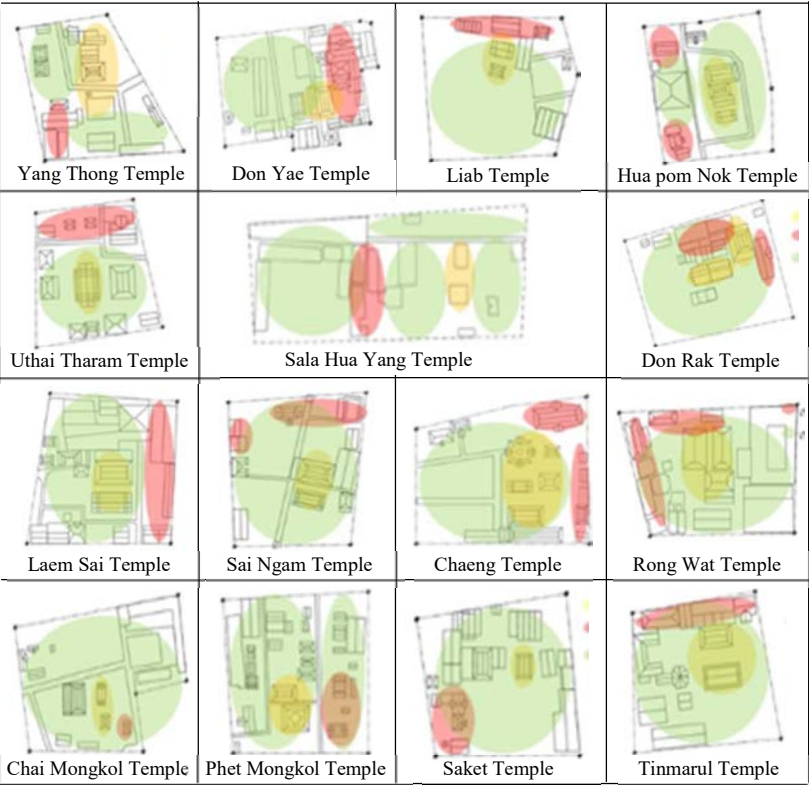 Yang Thong Temple
Don Yae Temple
Liab Temple
Hua pom Nok Temple
Uthai Tharam Temple
Sala Hua Yang Temple
Don Rak Temple
Laem Sai Temple
Sai Ngam Temple
Chaeng Temple
Rong Wat Temple
Chai Mongkol Temple
Phet Mongkol Temple
Saket Temple
Tinmarul Temple